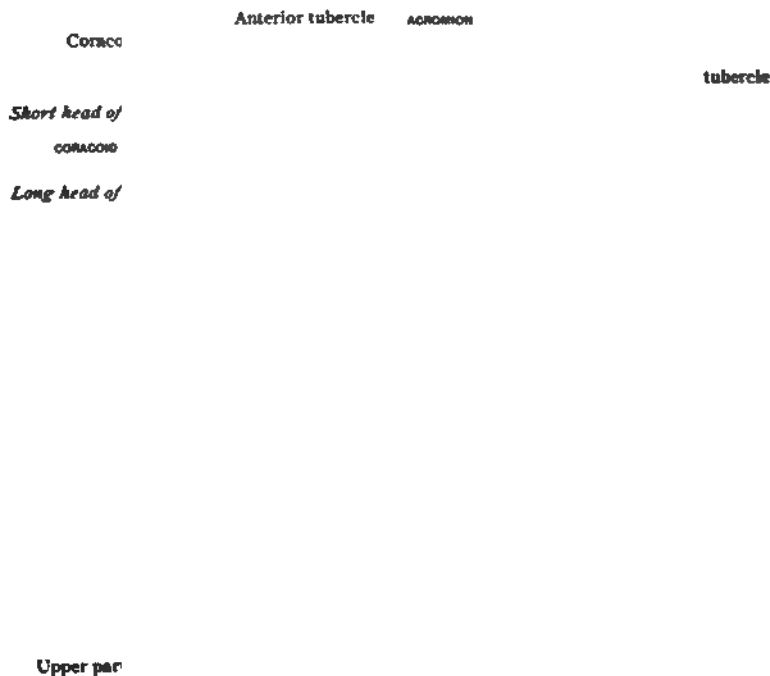 Anterior tubercle ACROMION
Coraco
tubercle
Short head of
CORACOID
Long head of
Upper par